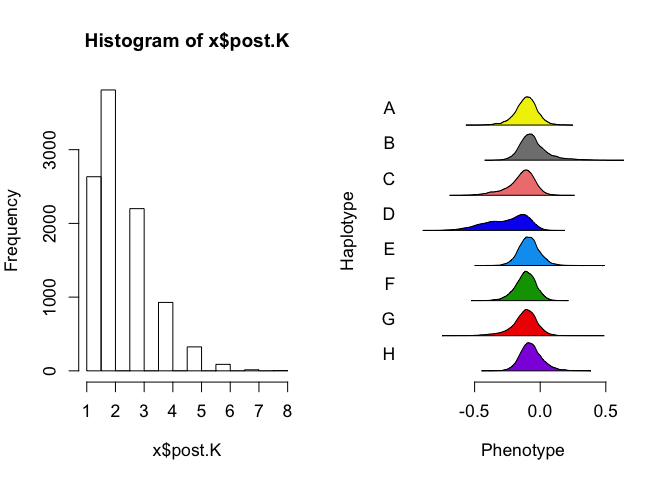 Histogram of x$post.K
Frequency
0
1000
2000
3000
1 2 3 4 5 6 7 8
x$post.K
Haplotype
A
B
C
D
E
F
G
H
-0.5 0.0 0.5
Phenotype